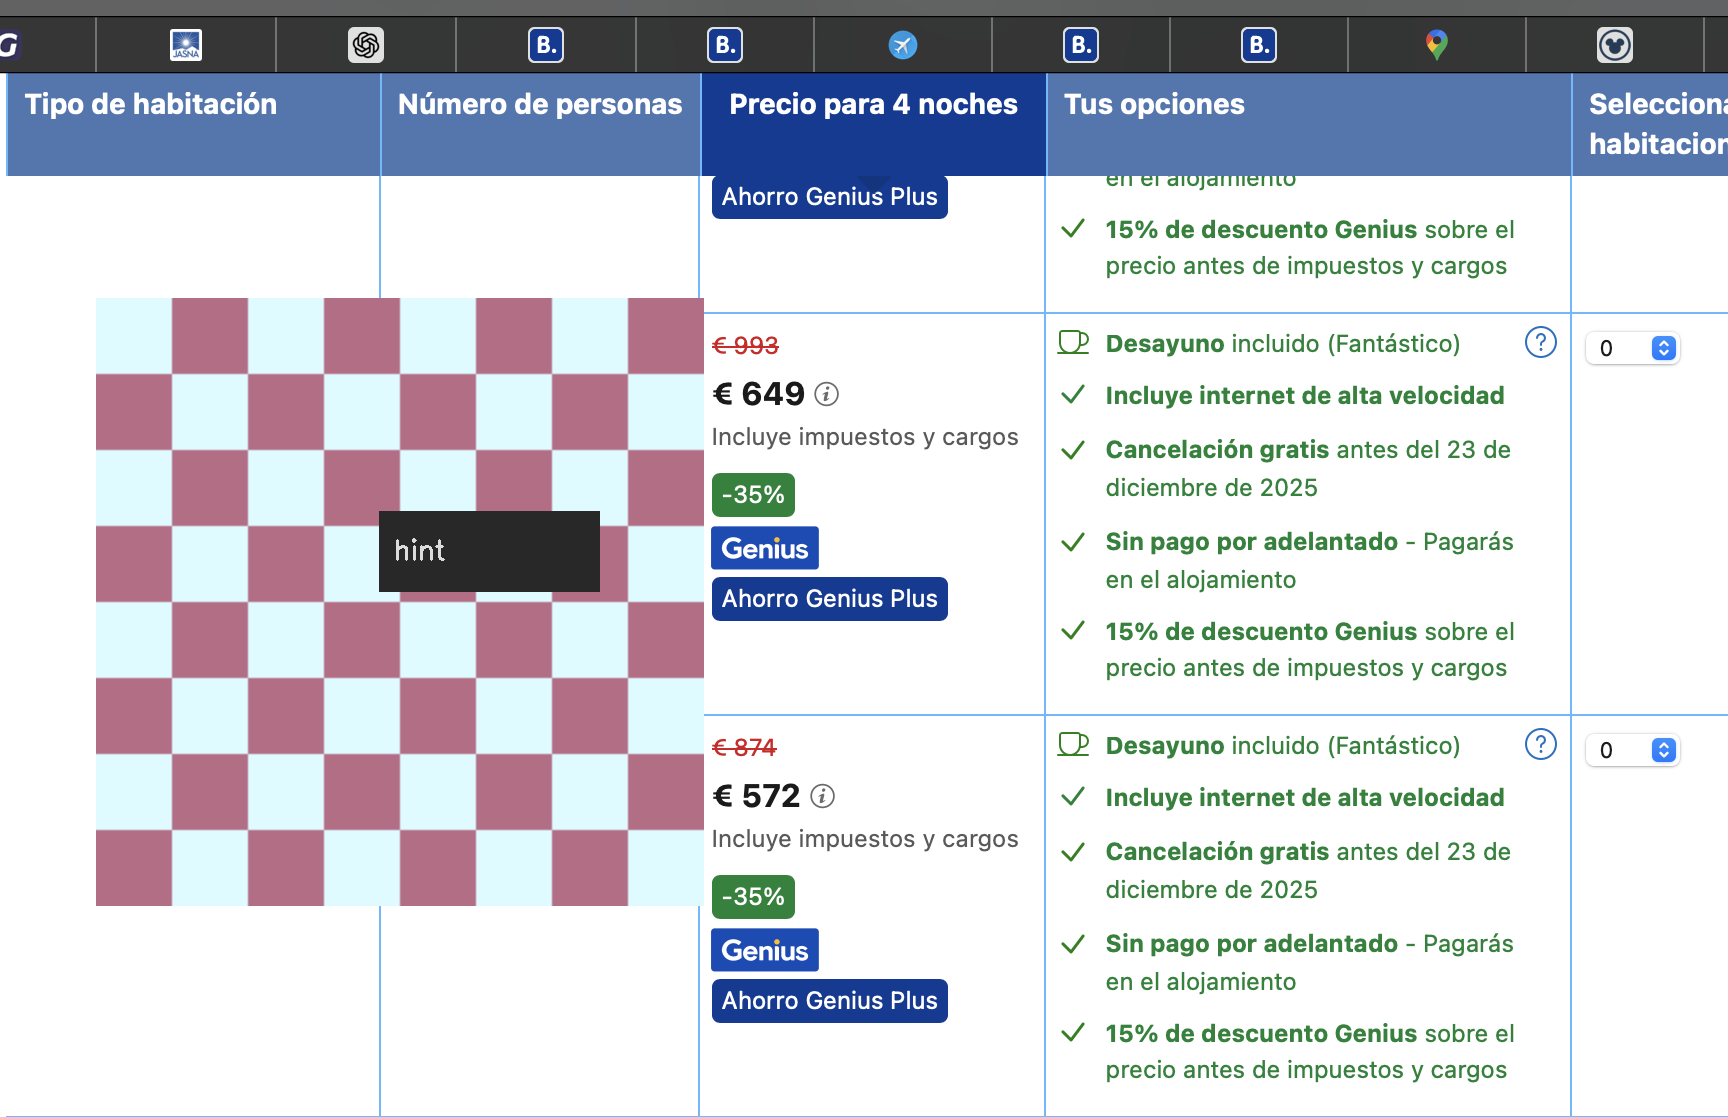 G
JASNA
B.
B.
B.
B.
Tipo de habitación
Número de personas
Precio para 4 noches
Tus opciones
Selecciona
habitacion
Ahorro Genius Plus
en el alojamiento
15% de descuento Genius sobre el
precio antes de impuestos y cargos
hint
€ 993
€ 649
Incluye impuestos y cargos
-35%
Genius
Ahorro Genius Plus
Desayuno incluido (Fantástico)
?
Incluye internet de alta velocidad
Cancelación gratis antes del 23 de
diciembre de 2025
Sin pago por adelantado - Pagarás
en el alojamiento
15% de descuento Genius sobre el
precio antes de impuestos y cargos
0
€ 874
€ 572
Incluye impuestos y cargos
-35%
Genius
Ahorro Genius Plus
Desayuno incluido (Fantástico)
?
Incluye internet de alta velocidad
Cancelación gratis antes del 23 de
diciembre de 2025
Sin pago por adelantado - Pagarás
en el alojamiento
15% de descuento Genius sobre el
precio antes de impuestos y cargos
0